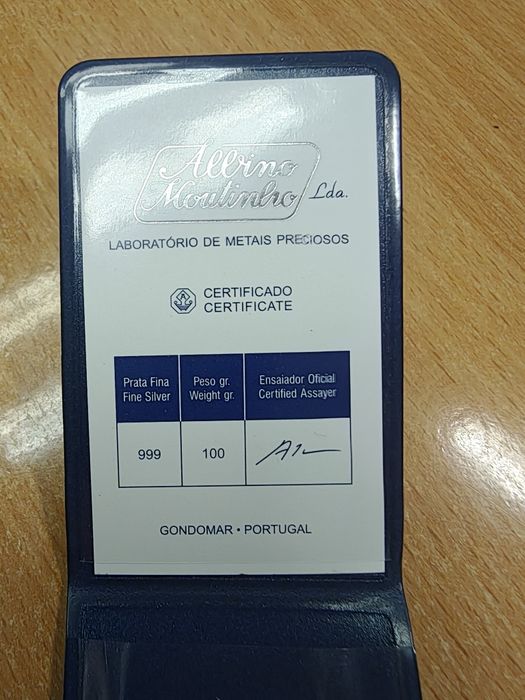 Albino
Moutinho Lda.
LABORATÓRIO DE METAIS PRECIOSOS
CERTIFICADO
CERTIFICATE
Prata Fina
Fine Silver
Peso gr.
Weight gr.
Ensaiador Oficial
Certified Assayer
999
100
GONDOMAR • PORTUGAL